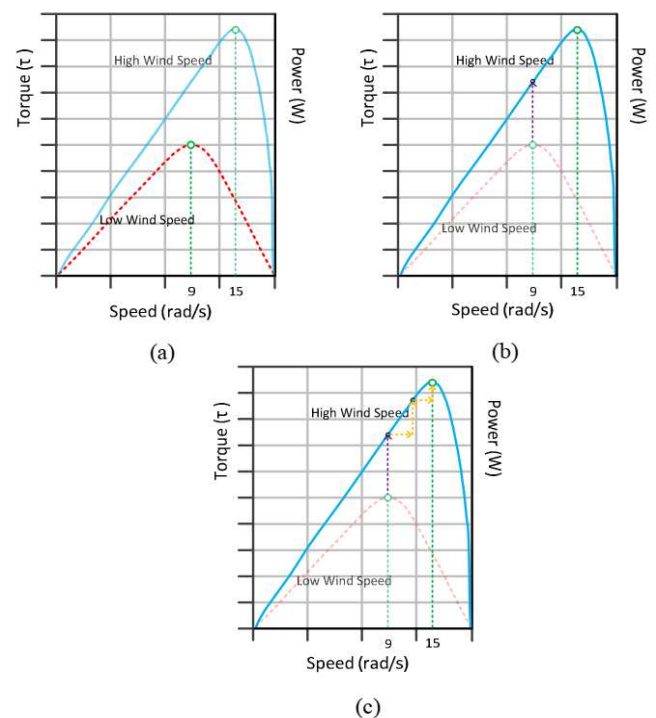 Torque (τ)
High Wind Speed
Power (W)
Low Wind Speed
9
15
Speed (rad/s)
(a)
Torque (τ)
High Wind Speed
Power (W)
Low Wind Speed
9
15
Speed (rad/s)
(b)
Torque (τ)
High Wind Speed
Power (W)
Low Wind Speed
9
15
Speed (rad/s)
(c)